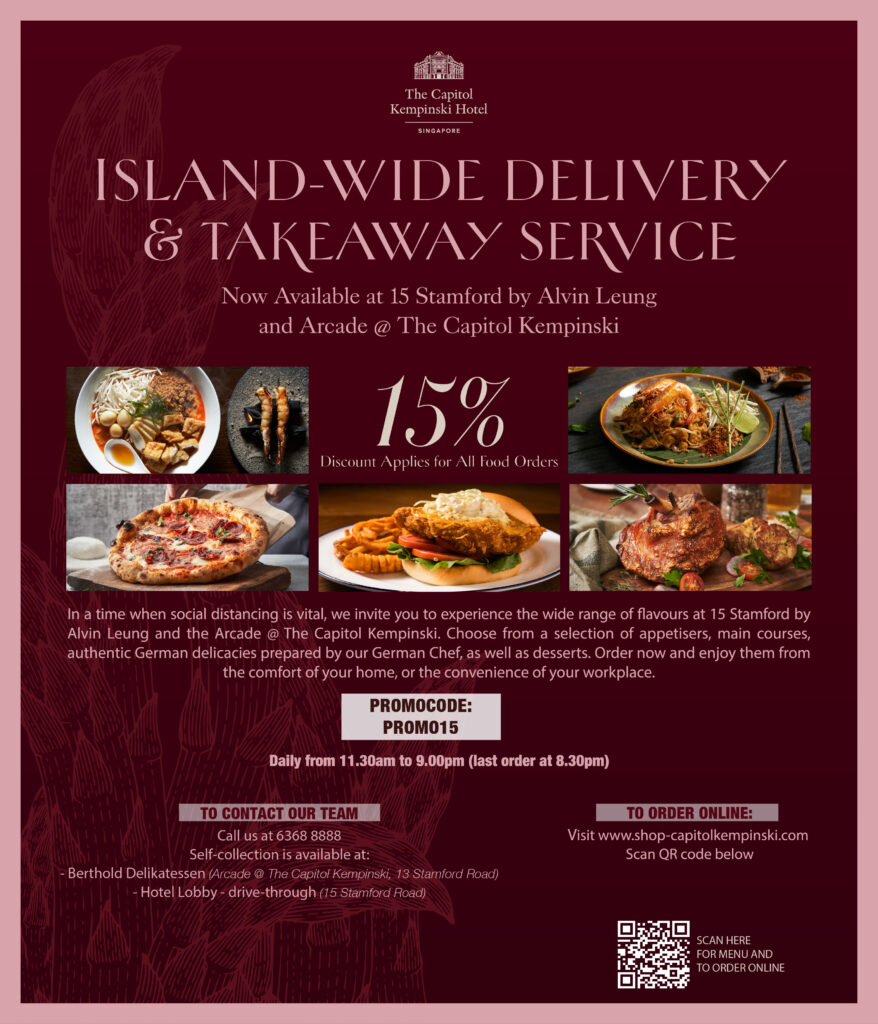 The Capitol
Kempinski Hotel
SINGAPORE
ISLAND-WIDE DELIVERY
& TAKEAWAY SERVICE
Now Available at 15 Stamford by Alvin Leung
and Arcade @ The Capitol Kempinski
15%
Discount Applies for All Food Orders
In a time when social distancing is vital, we invite you to experience the wide range of flavours at 15 Stamford by
Alvin Leung and the Arcade @ The Capitol Kempinski. Choose from a selection of appetisers, main courses,
authentic German delicacies prepared by our German Chef, as well as desserts. Order now and enjoy them from
the comfort of your home, or the convenience of your workplace.
PROMOCODE:
PROMO15
Daily from 11.30am to 9.00pm (last order at 8.30pm)
TO CONTACT OUR TEAM
Call us at 6368 8888
Self-collection is available at:
- Berthold Delikatessen (Arcade @ The Capitol Kempinski, 13 Stamford Road)
- Hotel Lobby - drive-through (15 Stamford Road)
TO ORDER ONLINE:
Visit www.shop-capitolkempinski.com
Scan QR code below
SCAN HERE
FOR MENU AND
TO ORDER ONLINE